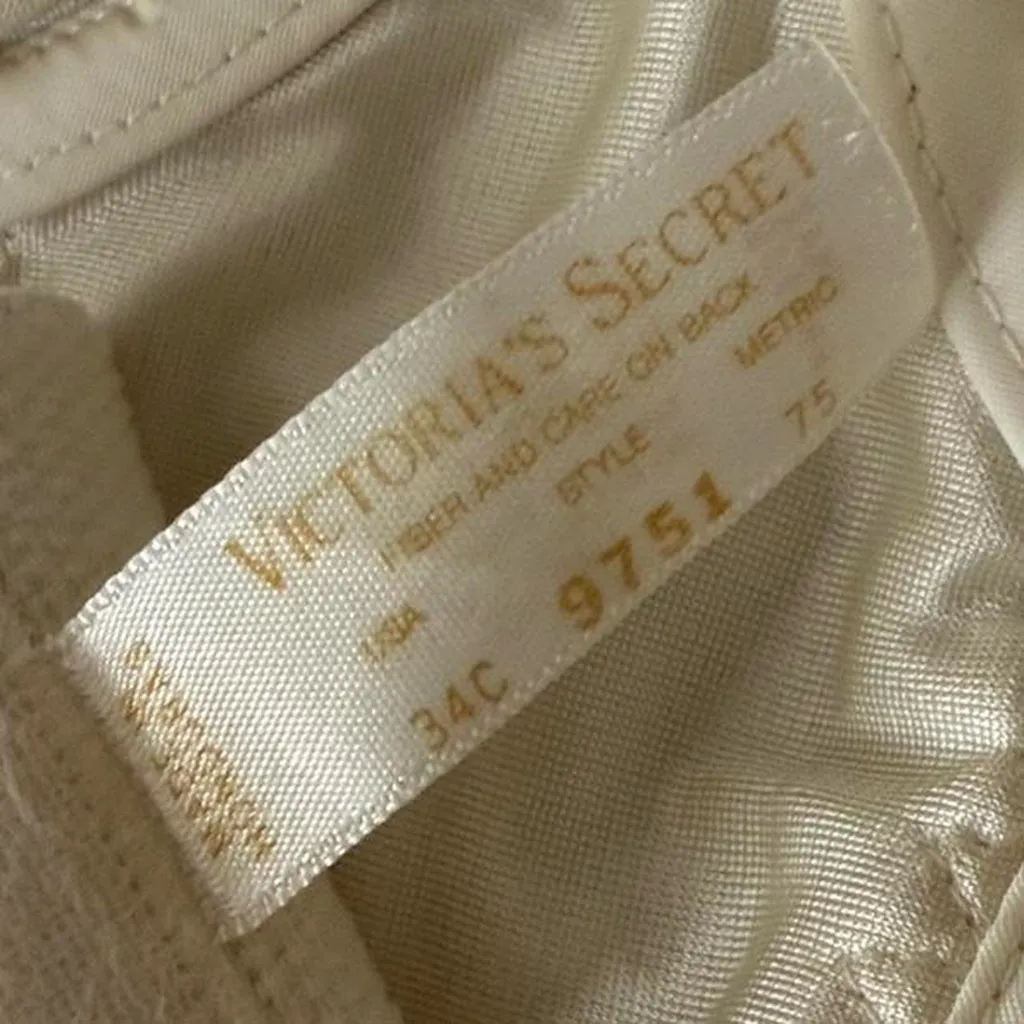 VICTORIA'S SECRET
FIBER AND CARE ON BACK
USA STYLE METRIC
34C 9751 75